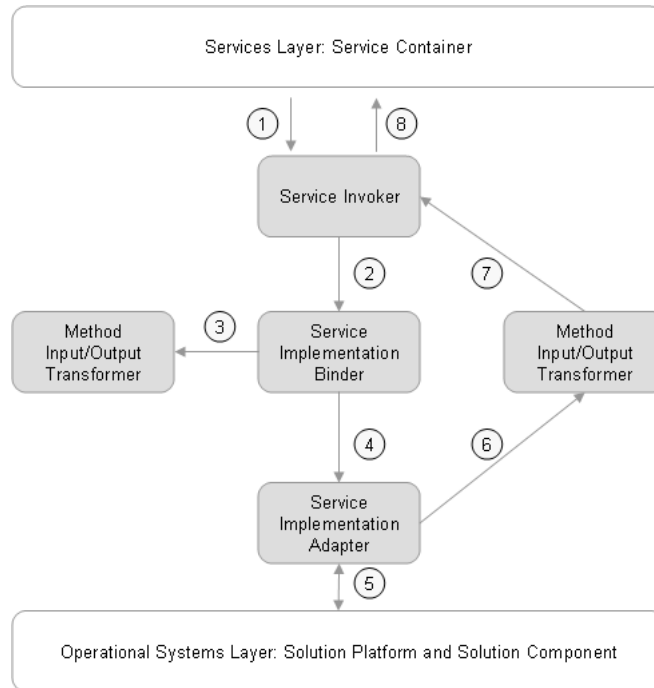 Services Layer: Service Container
1
8
Service Invoker
2
7
Method
Input/Output
Transformer
3
Service
Implementation
Binder
Method
Input/Output
Transformer
4
6
Service
Implementation
Adapter
5
Operational Systems Layer: Solution Platform and Solution Component